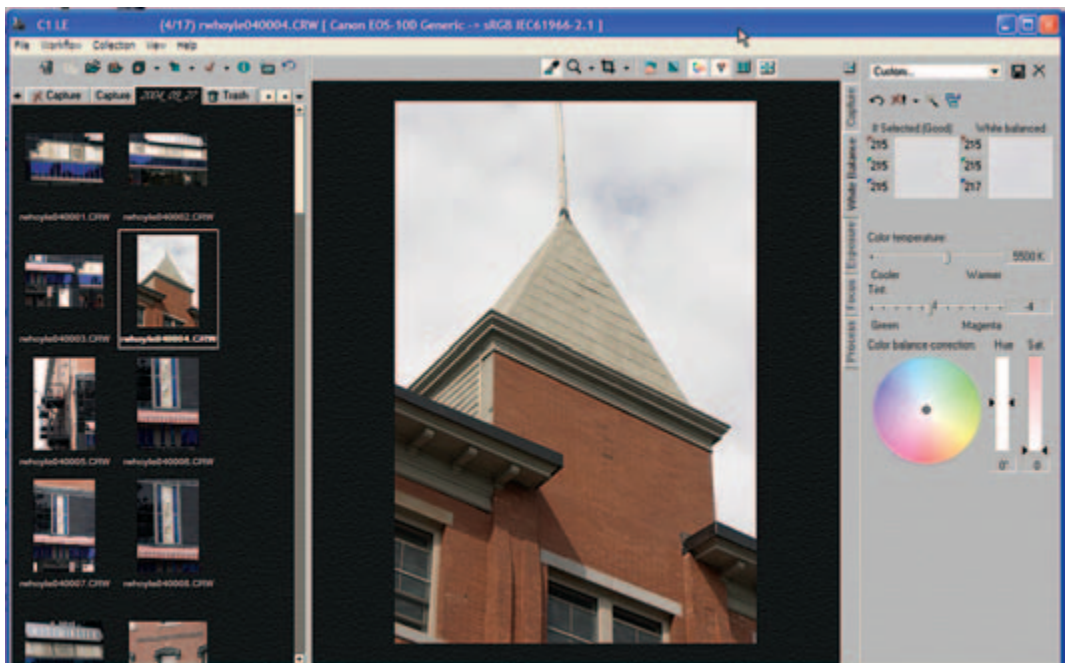 C1 LE (4/17) rwhoyle040004.CRW [ Canon EOS-10D Generic -> sRGB IEC61966-2.1 ]
File Workflow Collection View Help
Capture Capture 2004_09_27 Trash
rwhoyle040001.CRW rwhoyle040002.CRW
rwhoyle040003.CRW rwhoyle040004.CRW
rwhoyle040005.CRW rwhoyle040006.CRW
rwhoyle040007.CRW rwhoyle040008.CRW
Capture
White Balance
Exposure
Focus
Process
Custom...
Selected (Good) White balanced
215 215
215 215
215 217
Color temperature:
5500 K
Cooler Warmer
Tint:
-4
Green Magenta
Color balance correction: Hue Sat.
0° 0